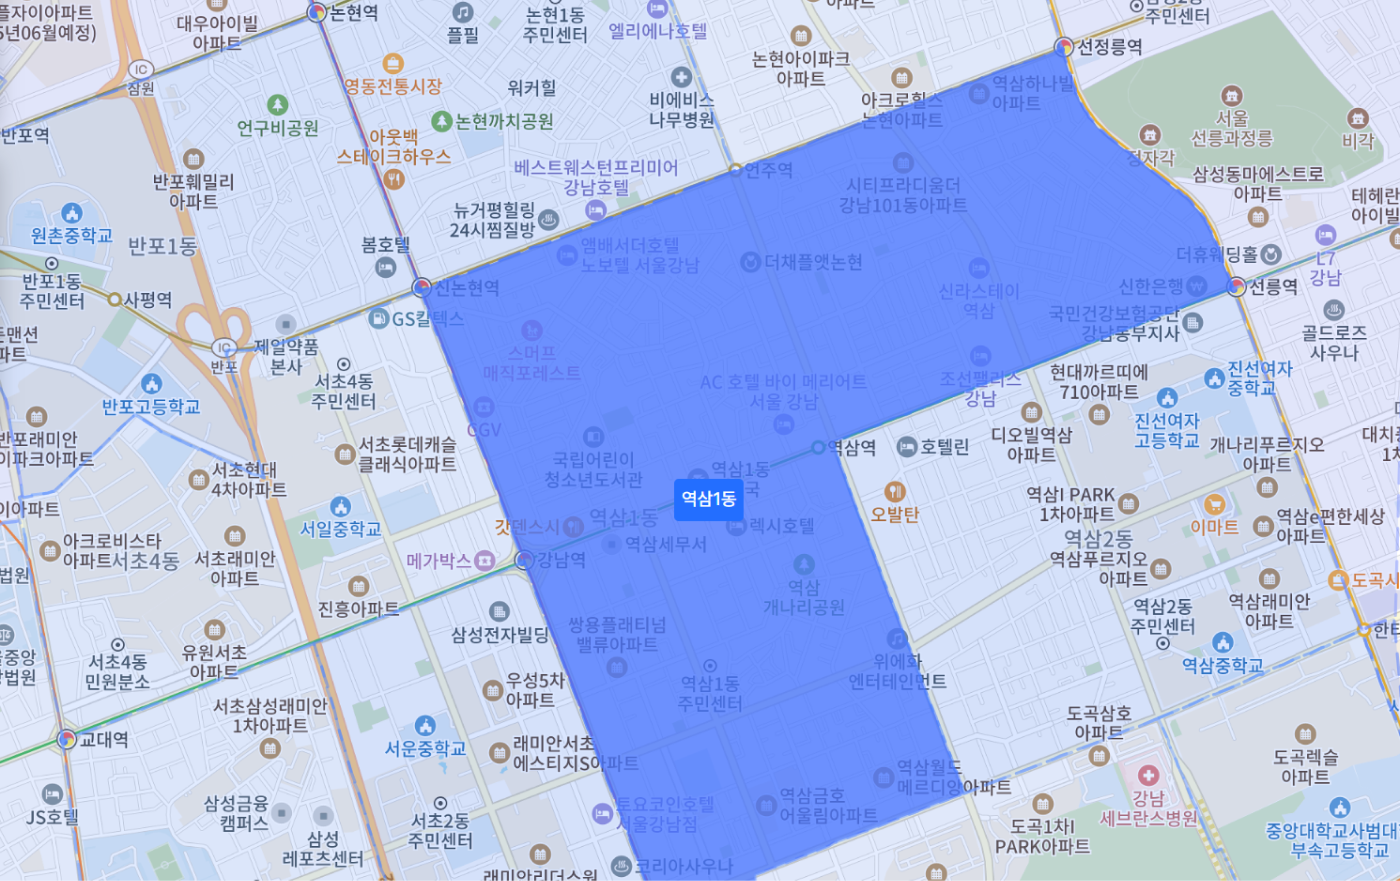 플자이아파트
5년06월예정)
대우아이빌
아파트
논현역
플필
논현1동
주민센터
엘리에나호텔
아파트
주민센터
선정릉역
IC
잠원
영동전통시장
워커힐
논현아이파크
아파트
역삼하나빌
아파트
반포역
언구비공원
논현까치공원
비에비스
나무병원
아크로힐스
논현아파트
서울
선릉과정릉
비각
정자각
아웃백
스테이크하우스
반포훼밀리
아파트
베스트웨스턴프리미어
강남호텔
언주역
시티프라디움더
강남101동아파트
삼성동마에스트로
아파트
테헤란
아이빌
원촌중학교
반포1동
뉴거평힐링
24시찜질방
봄호텔
앰배서더호텔
노보텔 서울강남
더채플앳논현
더휴웨딩홀
L7
강남
반포1동
주민센터
사평역
신논현역
신라스테이
역삼
신한은행
선릉역
GS칼텍스
국민건강보험공단
강남동부지사
골드로즈
사우나
맨션
파트
IC
반포
제일약품
본사
스머프
매직포레스트
서초4동
주민센터
AC 호텔 바이 메리어트
서울 강남
조선팰리스
강남
현대까르띠에
710아파트
진선여자
중학교
반포고등학교
CGV
진선여자
고등학교
반포래미안
이파크아파트
서초롯데캐슬
클래식아파트
국립어린이
청소년도서관
역삼역
호텔린
디오빌역삼
아파트
개나리푸르지오
아파트
대치
서초현대
4차아파트
역삼1동
국
역삼1동
오발탄
역삼I PARK
1차아파트
이마트
역삼e편한세상
아파트
이아파트
서일중학교
갓덴스시
역삼1동
렉시호텔
역삼세무서
역삼2동
아크로비스타
아파트
서초4동
서초래미안
아파트
메가박스
강남역
역삼푸르지오
아파트
도곡시
법원
진흥아파트
역삼
개나리공원
역삼래미안
아파트
역삼2동
주민센터
삼성전자빌딩
쌍용플래티넘
밸류아파트
한티
중앙
방법원
서초4동
민원분소
유원서초
아파트
위에화
엔터테인먼트
역삼중학교
우성5차
아파트
역삼1동
주민센터
서초삼성래미안
1차아파트
도곡삼호
아파트
교대역
서운중학교
래미안서초
에스티지S아파트
역삼월드
메르디앙아파트
도곡렉슬
아파트
JS호텔
삼성금융
캠퍼스
삼성
레포츠센터
서초2동
주민센터
토요코인호텔
서울강남점
역삼금호
어울림아파트
강남
세브란스병원
도곡1차I
PARK아파트
중앙대학교사범대
부속고등학교
코리아사우나
래미안리더스원